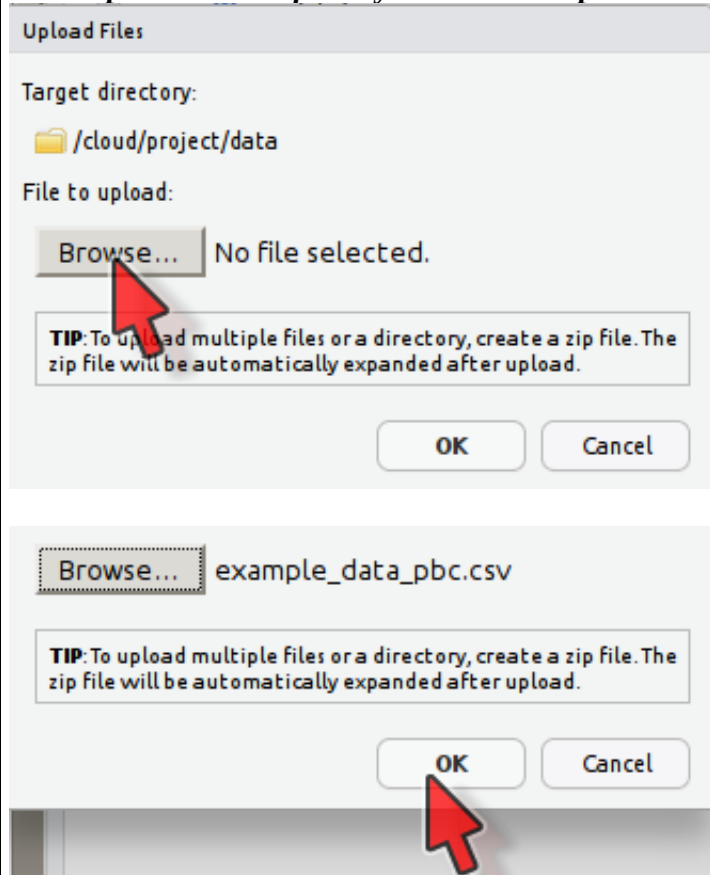 Upload Files
Target directory:
/cloud/project/data
File to upload:
Browse... No file selected.
TIP: To upload multiple files or a directory, create a zip file. The
zip file will be automatically expanded after upload.
OK Cancel
Browse... example_data_pbc.csv
TIP: To upload multiple files or a directory, create a zip file. The
zip file will be automatically expanded after upload.
OK Cancel